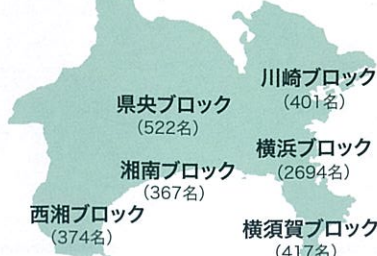 川崎ブロック
(401名)
県央ブロック
(522名)
横浜ブロック
(2694名)
湘南ブロック
(367名)
西湘ブロック
(374名)
横須賀ブロック
(417名)